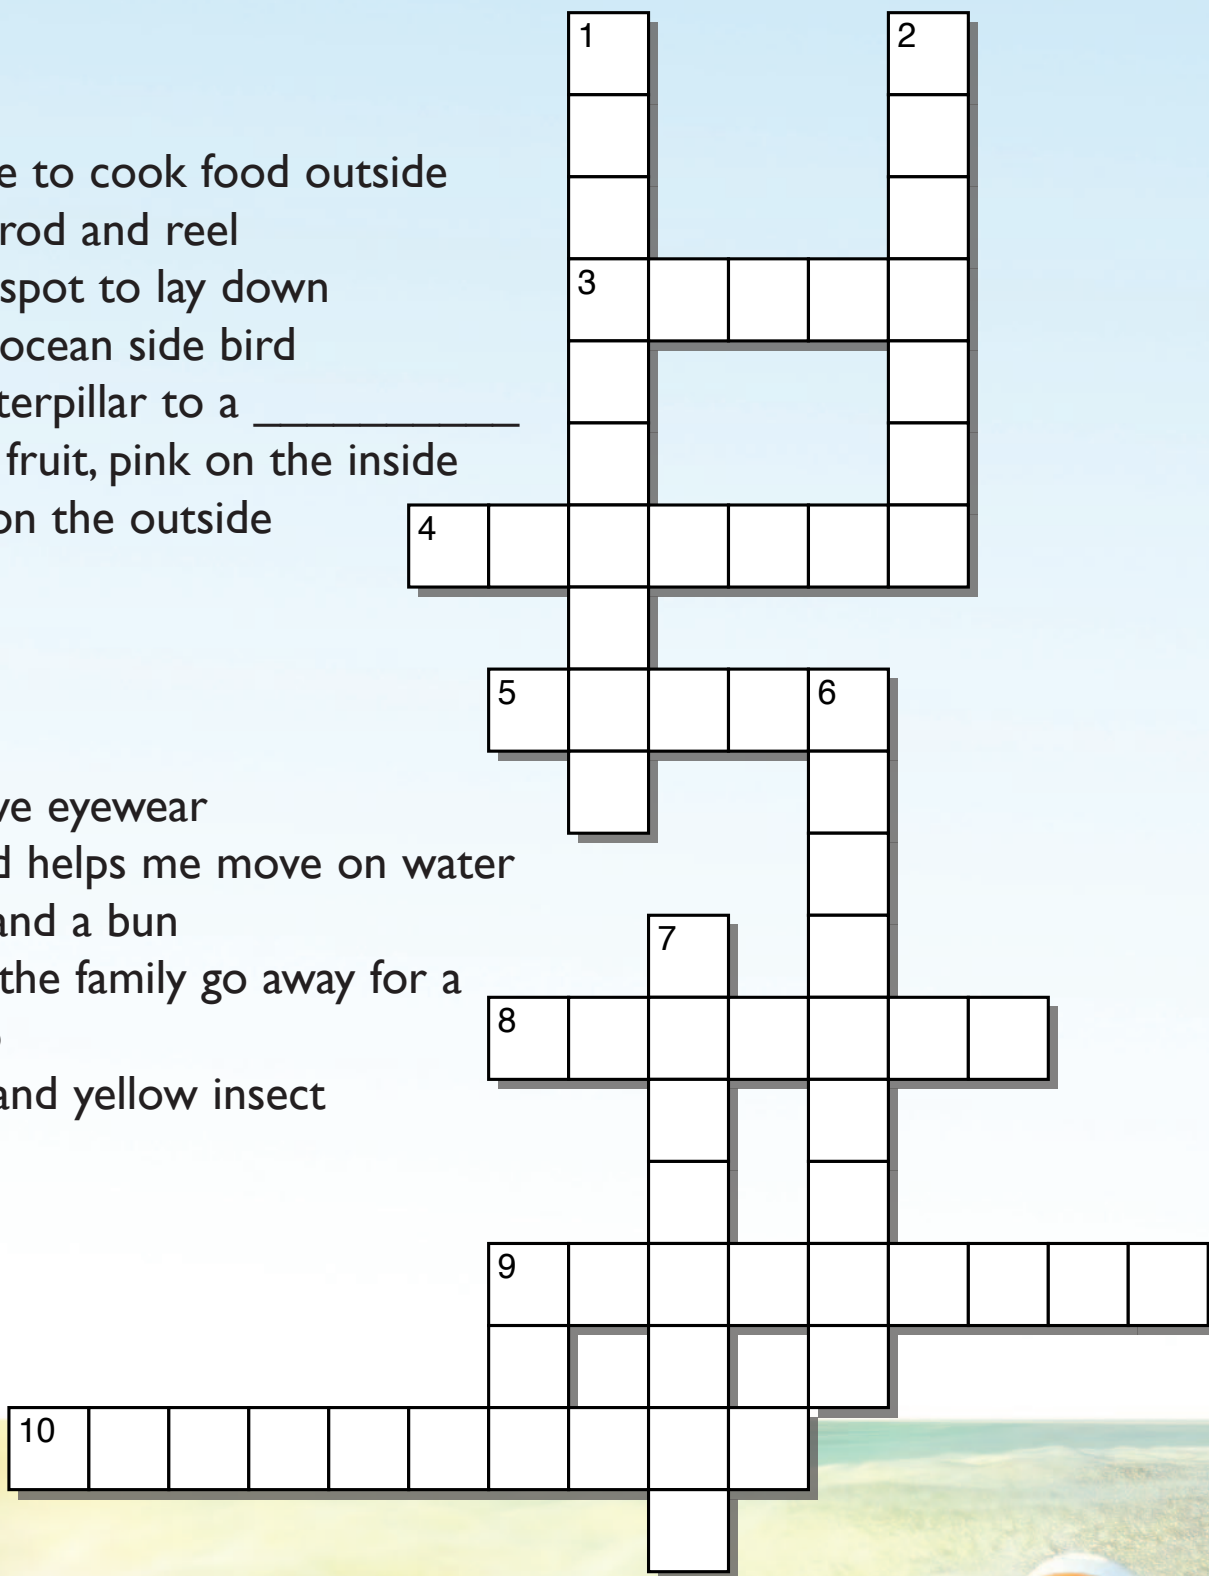 1
2
e to cook food outside
rod and reel
spot to lay down
3
ocean side bird
terpillar to a __________
fruit, pink on the inside
on the outside
4
5
6
ve eyewear
d helps me move on water
and a bun
7
the family go away for a
8
and yellow insect
9
10